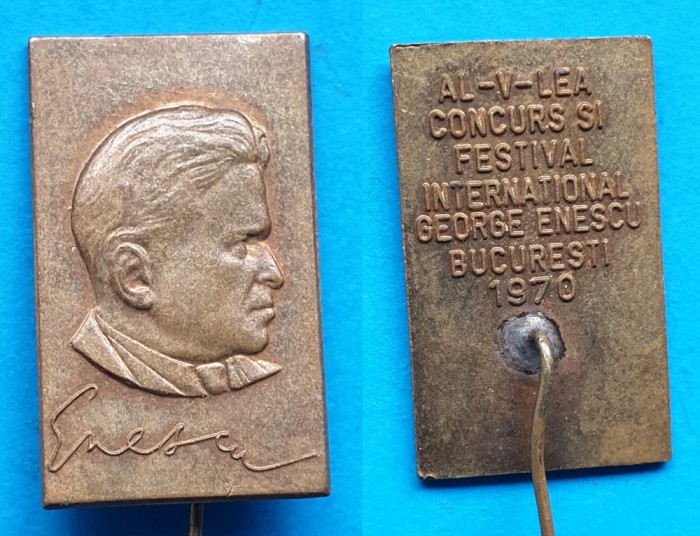 Enescu
AL-V-LEA
CONCURS SI
FESTIVAL
INTERNATIONAL
GEORGE ENESCU
BUCURESTI
1970